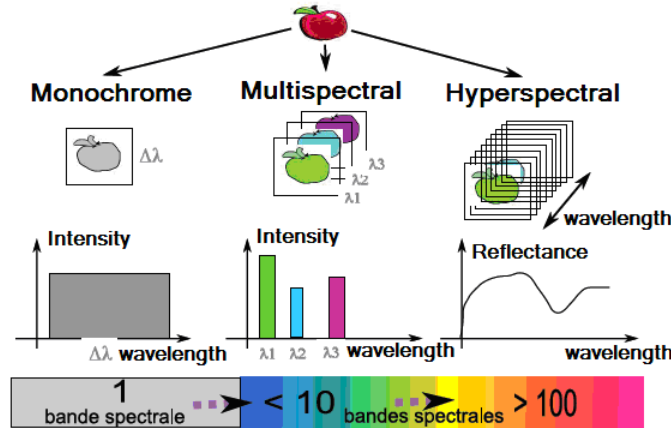 Monochrome
Multispectral
Hyperspectral
Δλ
λ3
λ2
λ1
wavelength
Intensity
Intensity
Reflectance
Δλ
wavelength
λ1
λ2
λ3
wavelength
wavelength
1
bande spectrale
< 10
bandes spectrales
> 100